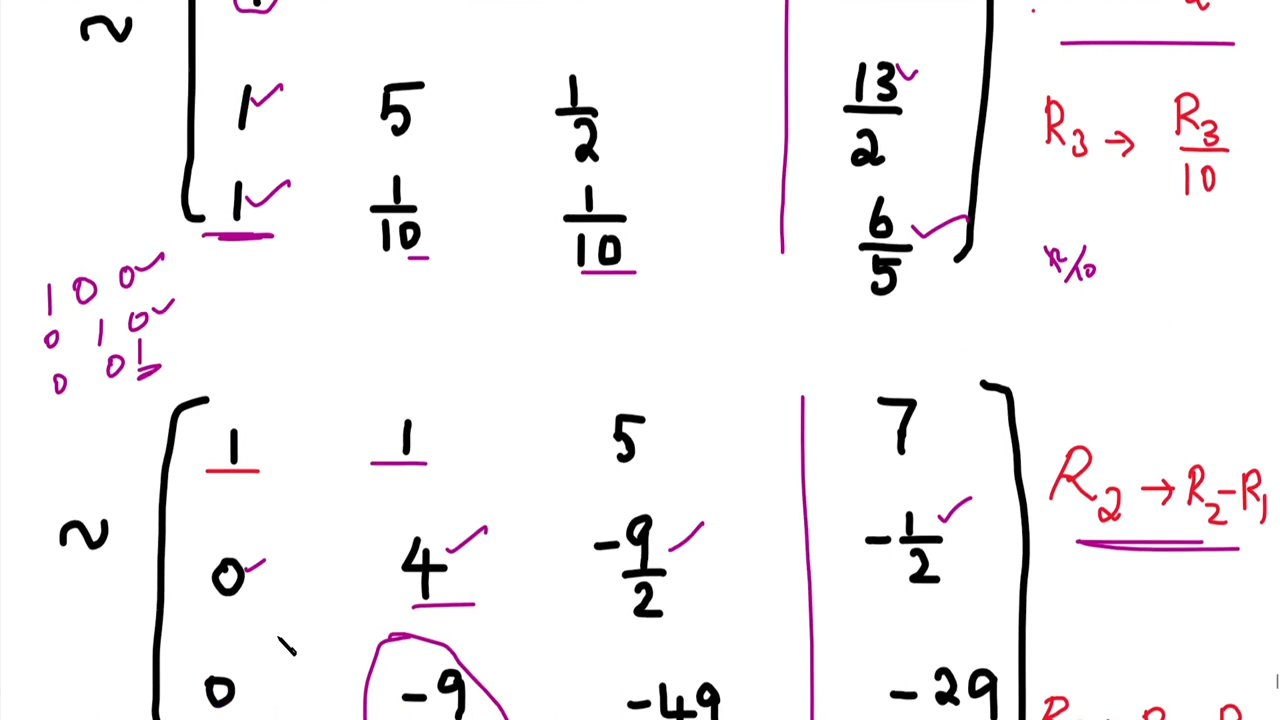 ~
1 5 1/2 13/2 R₃ → R₃/10
1 1/10 1/10 6/5
1 0 0
0 1 0
0 0 1
1 1 5 7
~ 0 4 -9/2 -1/2 R₂ → R₂-R₁
0 -9 -49 -29